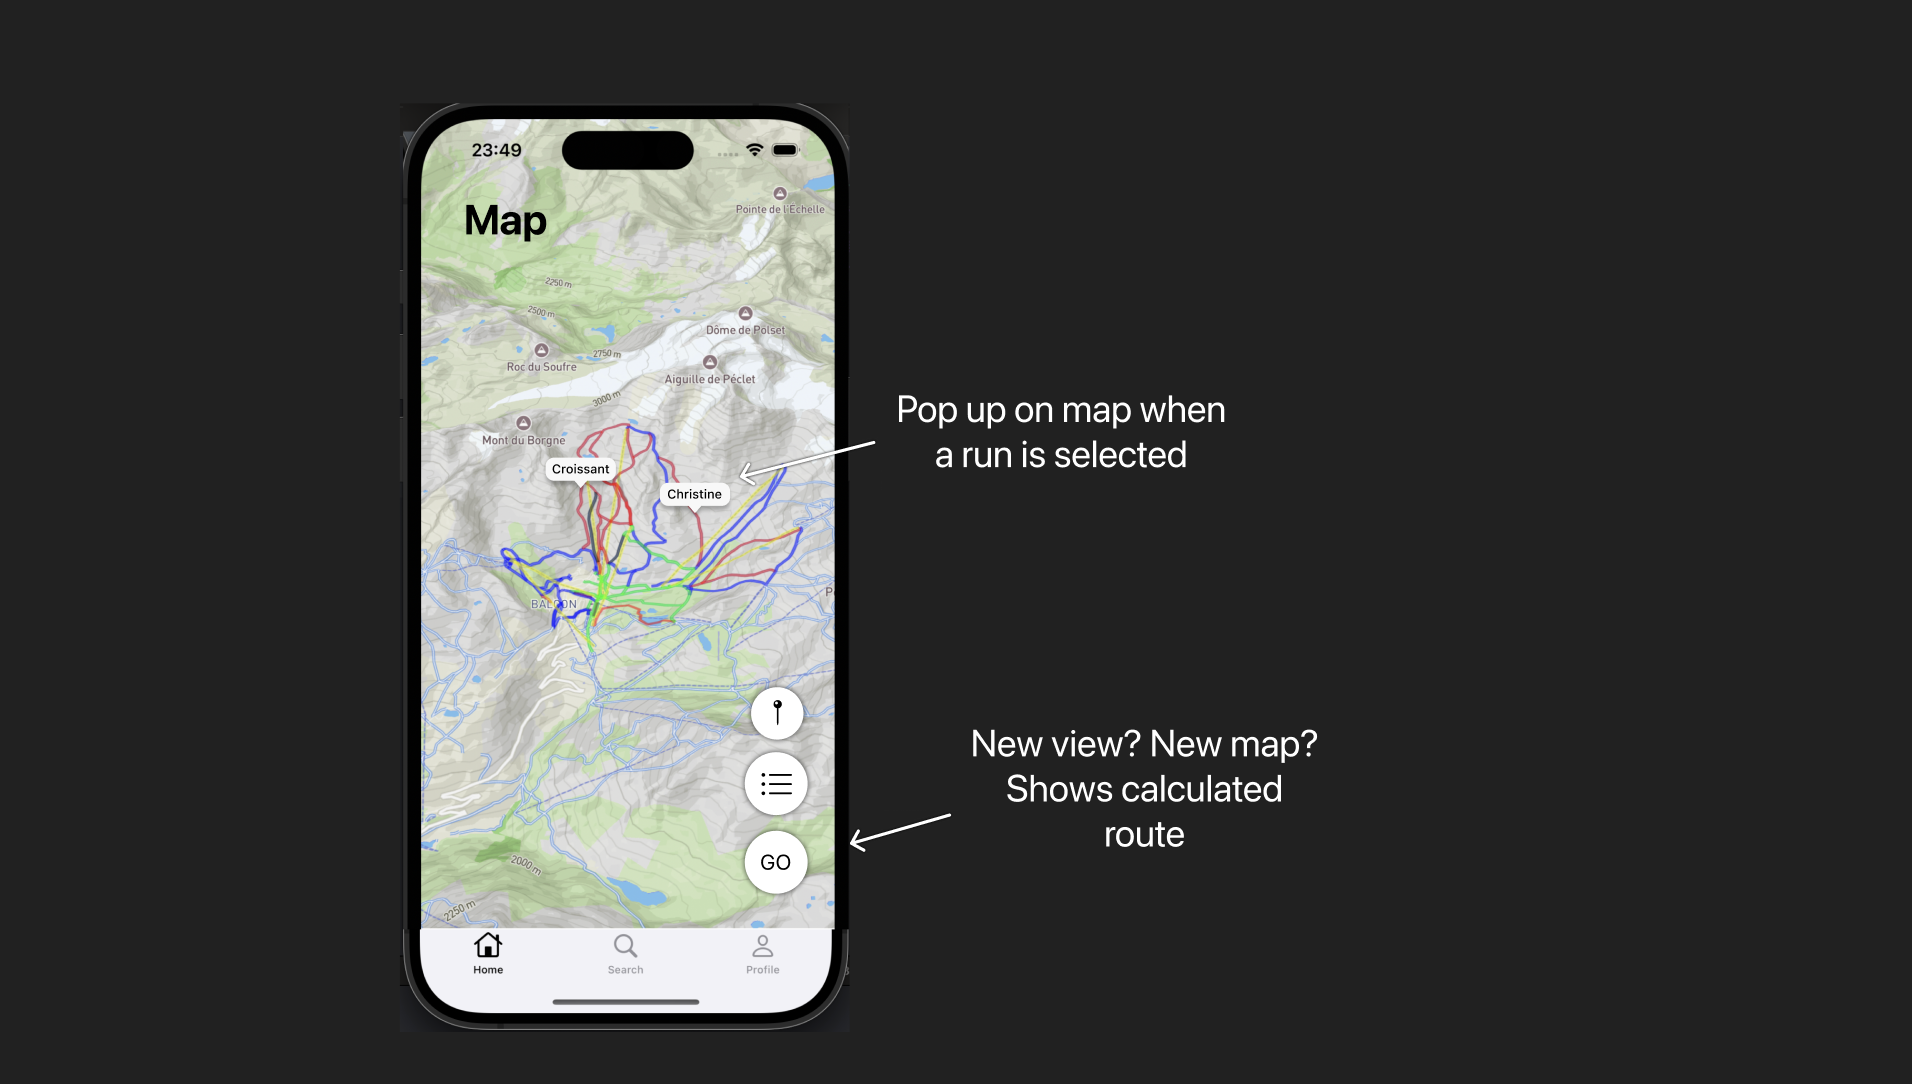 23:49
Map
Pointe de l'Échelle
2250 m
2500 m
Dôme de Polset
2750 m
Roc du Soufre
Aiguille de Péclet
3000 m
Mont du Borgne
Croissant
Christine
BALCON
2000 m
2250 m
GO
Home
Search
Profile
Pop up on map when
a run is selected
New view? New map?
Shows calculated
route